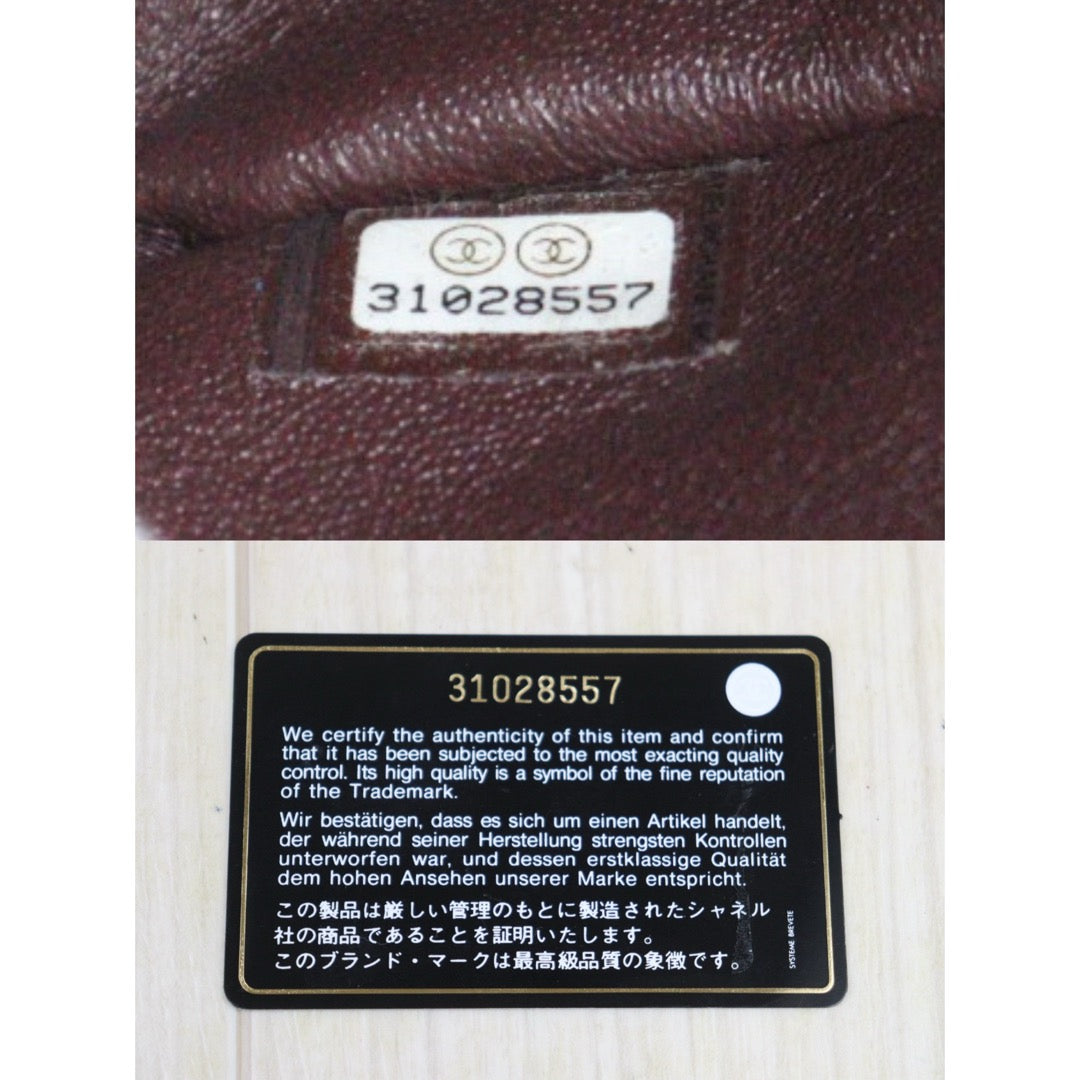 31028557
31028557
We certify the authenticity of this item and confirm
that it has been subjected to the most exacting quality
control. Its high quality is a symbol of the fine reputation
of the Trademark.
Wir bestätigen, dass es sich um einen Artikel handelt,
der während seiner Herstellung strengsten Kontrollen
unterworfen war, und dessen erstklassige Qualität
dem hohen Ansehen unserer Marke entspricht.
この製品は厳しい管理のもとに製造されたシャネル
社の商品であることを証明いたします。
このブランド・マークは最高級品質の象徴です。
SYSTEME BREVETE